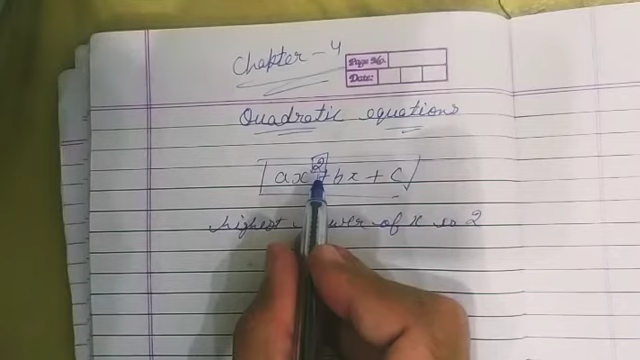 Chapter - 4
Page No.
Date:
Quadratic equations
ax²+bx+c
highest power of x is 2